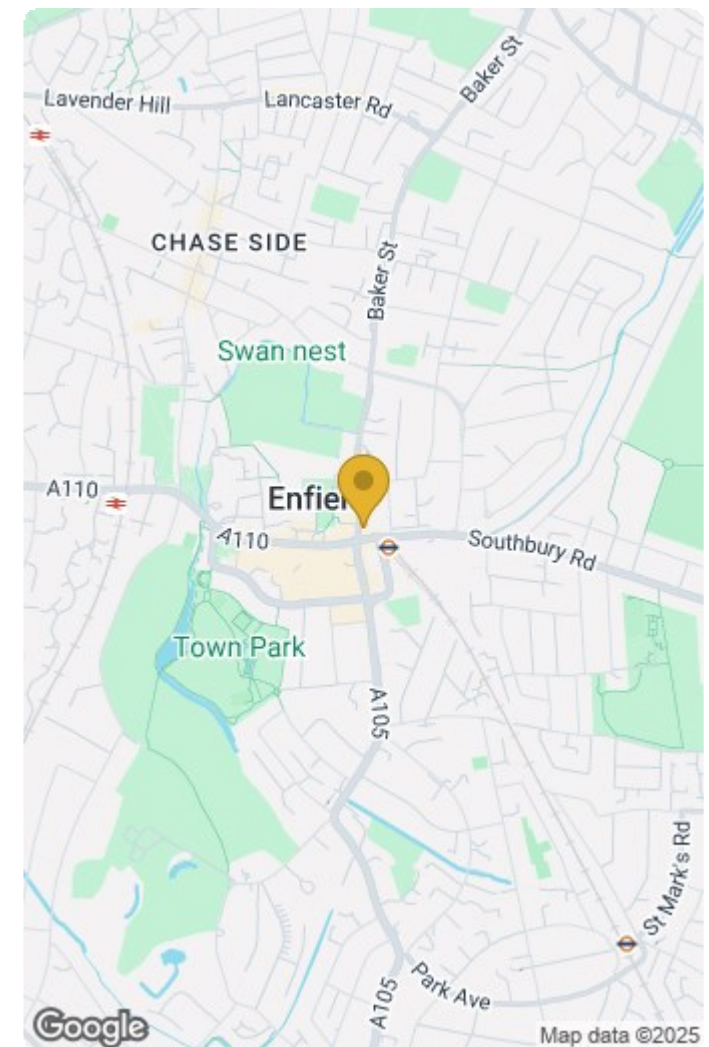 Baker St
Lavender Hill
Lancaster Rd
CHASE SIDE
Baker St
Swan nest
A110
Enfiel
A110
Southbury Rd
Town Park
A105
St Mark's Rd
Park Ave
A105
Google
Map data ©2025